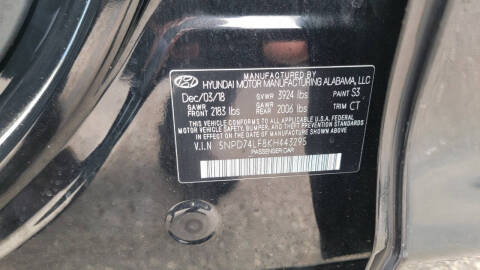 MANUFACTURED BY
HYUNDAI MOTOR MANUFACTURING ALABAMA, LLC
Dec/03/18 GVWR 3924 lbs PAINT S3
GAWR FRONT 2183 lbs GAWR REAR 2006 lbs TRIM CT
THIS VEHICLE CONFORMS TO ALL APPLICABLE U.S.A. FEDERAL
MOTOR VEHICLE SAFETY, BUMPER, AND THEFT PREVENTION STANDARDS
IN EFFECT ON THE DATE OF MANUFACTURE SHOWN ABOVE.
V.I.N 5NPD74LF8KH443295
PASSENGER CAR